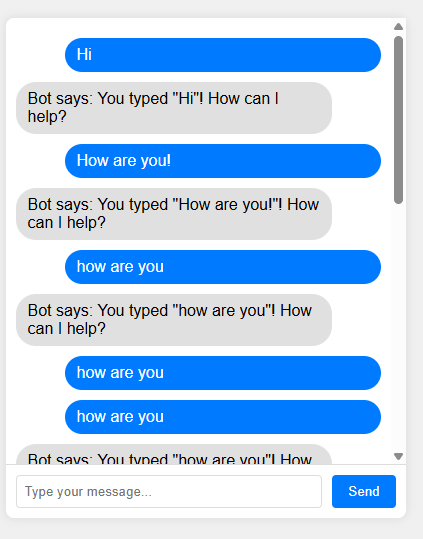 Hi
Bot says: You typed "Hi"! How can I
help?
How are you!
Bot says: You typed "How are you!"! How
can I help?
how are you
Bot says: You typed "how are you"! How
can I help?
how are you
how are you
Bot says: You typed "how are you"! How
Type your message...
Send